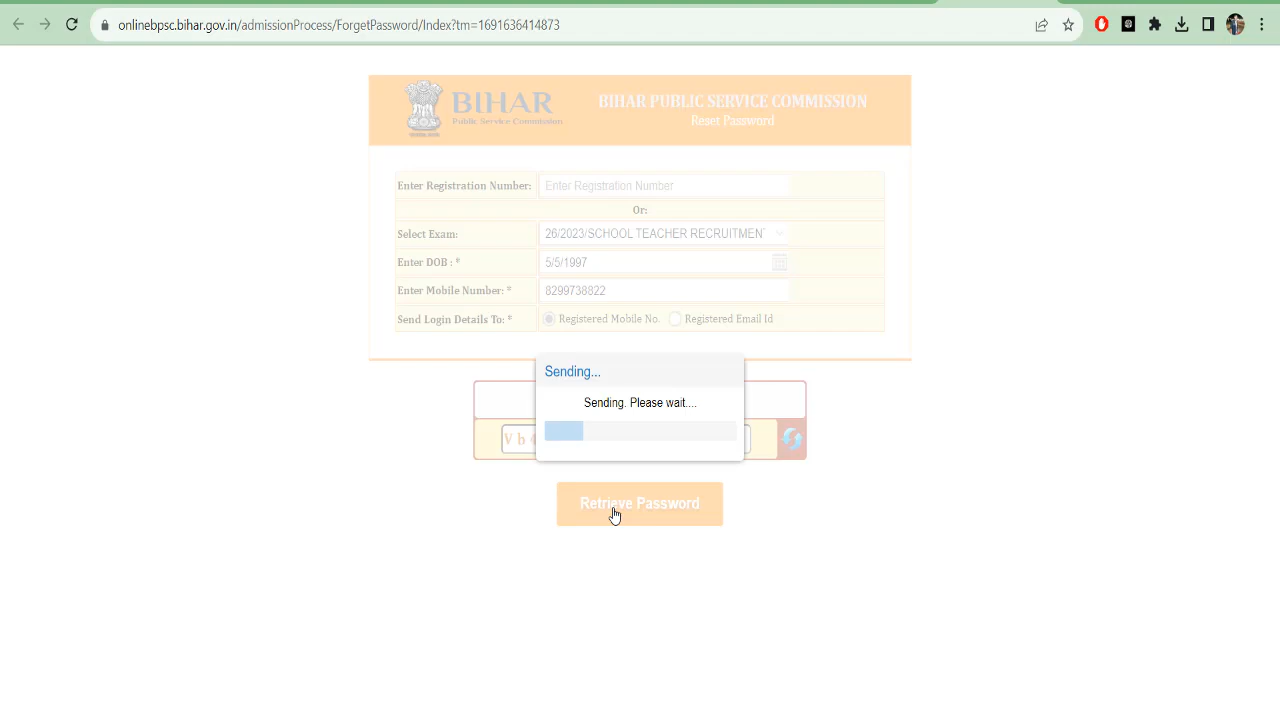 onlinebpsc.bihar.gov.in/admissionProcess/ForgetPassword/Index?tm=1691636414873
BIHAR
Public Service Commission
BIHAR PUBLIC SERVICE COMMISSION
Reset Password
Enter Registration Number: Enter Registration Number
Or:
Select Exam: 26/2023/SCHOOL TEACHER RECRUITMEN
Enter DOB : * 5/5/1997
Enter Mobile Number: * 8299738822
Send Login Details To: * Registered Mobile No. Registered Email Id
Sending...
Sending. Please wait....
V b
Retrieve Password